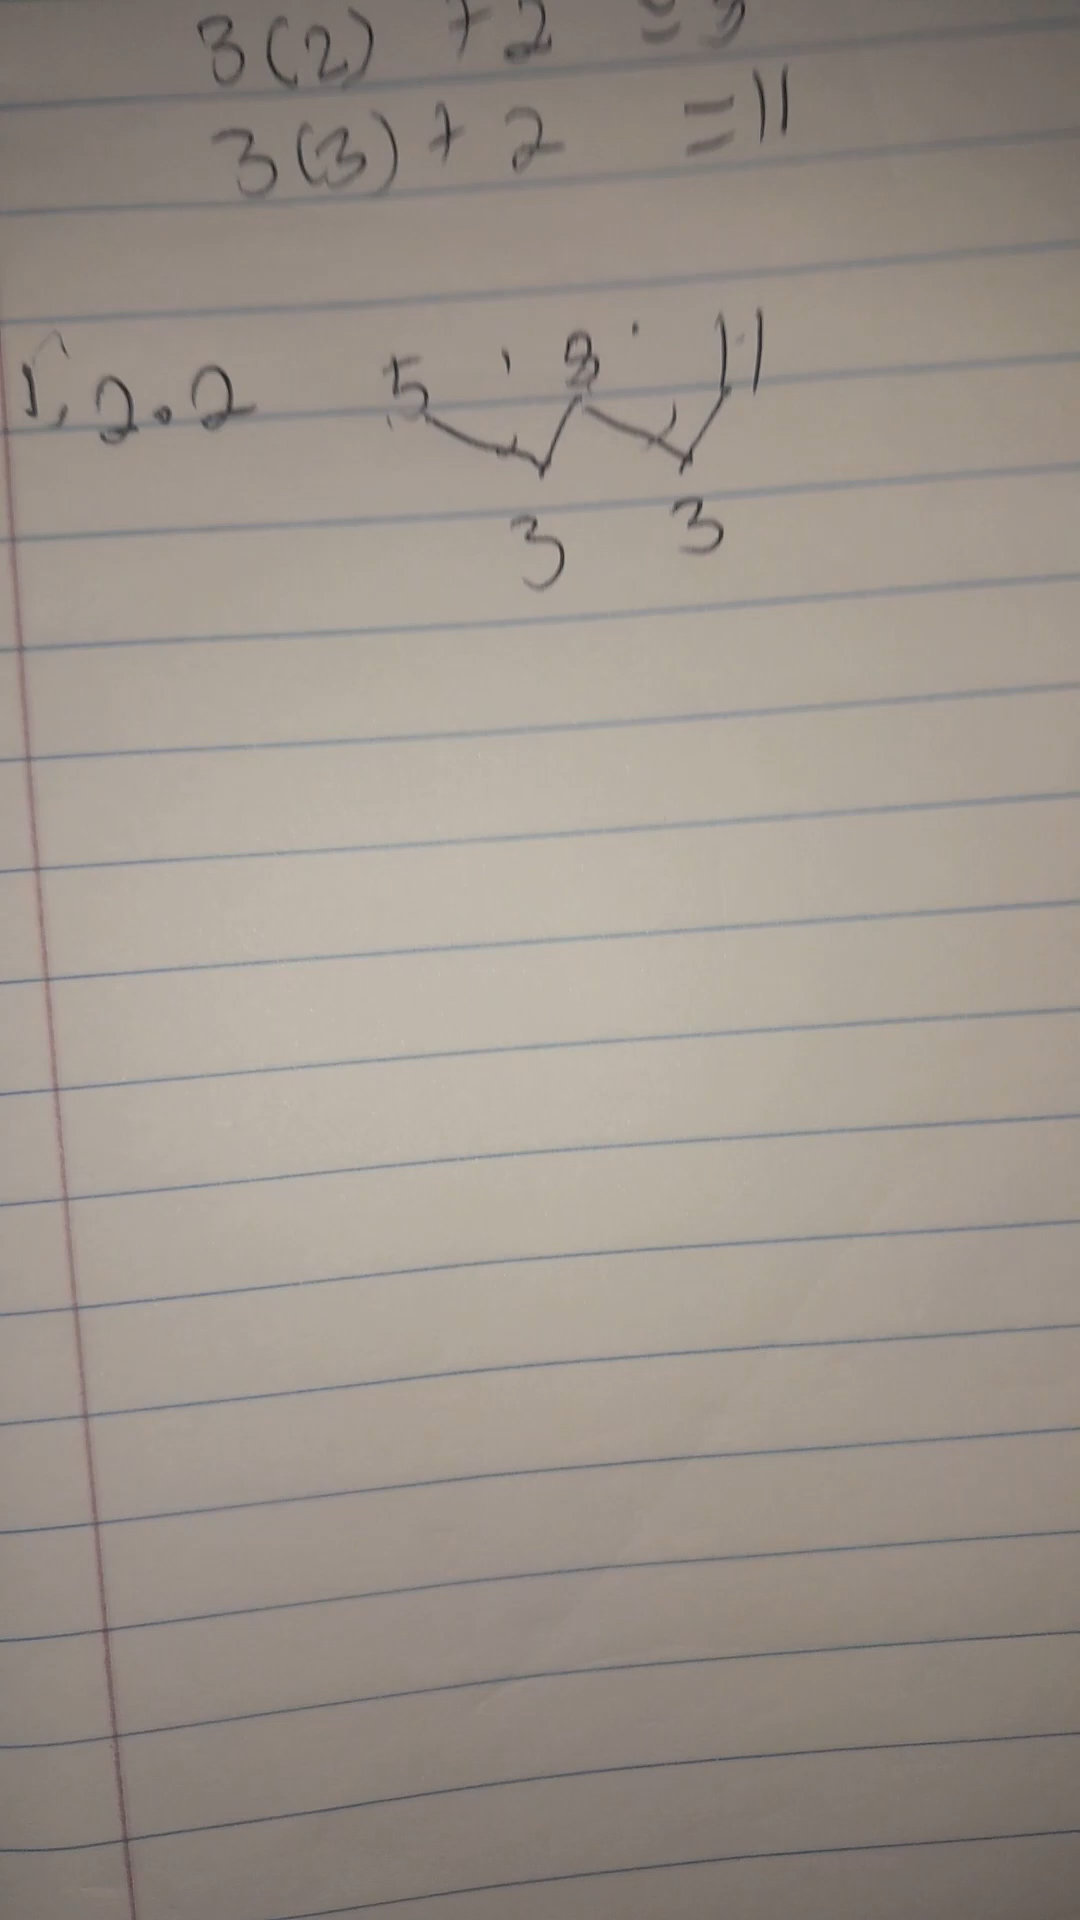 3(2) + 2 = 8
3(3) + 2 = 11
1, 2.2 5 , 8 . 11
3 3